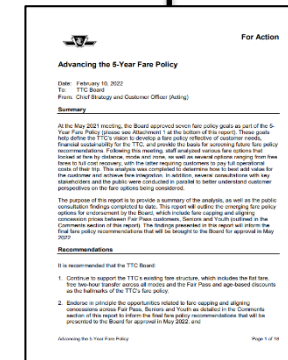 For Action
Advancing the 5-Year Fare Policy
Date: February 10, 2022
To: TTC Board
From: Chief Strategy and Customer Officer (Acting)
Summary
At the May 2021 meeting, the Board approved seven fare policy goals as part of the 5-
Year Fare Policy (please see Attachment 1 at the bottom of this report). These goals
help define the TTC's vision to develop a fare policy reflective of customer needs,
financial sustainability for the TTC, and provide the basis for screening future fare policy
recommendations. Following this meeting, staff analyzed various fare options that
looked at fare by distance, mode and zone, as well as several options ranging from free
fares to full cost recovery, with the latter requiring customers to pay full operational
costs of their trip. This analysis was completed to determine how to best add value for
the customer and achieve fare integration. In addition, several consultations with key
stakeholders and the public were conducted in parallel to better understand customer
perspectives on the fare options being considered.
The purpose of this report is to provide a summary of the analysis, as well as the public
consultation findings completed to date. This report will outline the emerging fare policy
options for endorsement by the Board, which include fare capping and aligning
concession prices between Fair Pass customers, Seniors and Youth (outlined in the
Comments section of this report). The findings presented in this report will inform the
final fare policy recommendations that will be brought to the Board for approval in May
2022.
Recommendations
It is recommended that the TTC Board:
1. Continue to support the TTC's existing fare structure, which includes the flat fare,
free two-hour transfer across all modes and the Fair Pass and age-based discounts
as the hallmarks of the TTC's fare policy;
2. Endorse in principle the opportunities related to fare capping and aligning
concessions across Fair Pass, Seniors and Youth as detailed in the Comments
section of this report to inform the final fare policy recommendations that will be
presented to the Board for approval in May 2022; and
Advancing the 5-Year Fare Policy Page 1 of 19